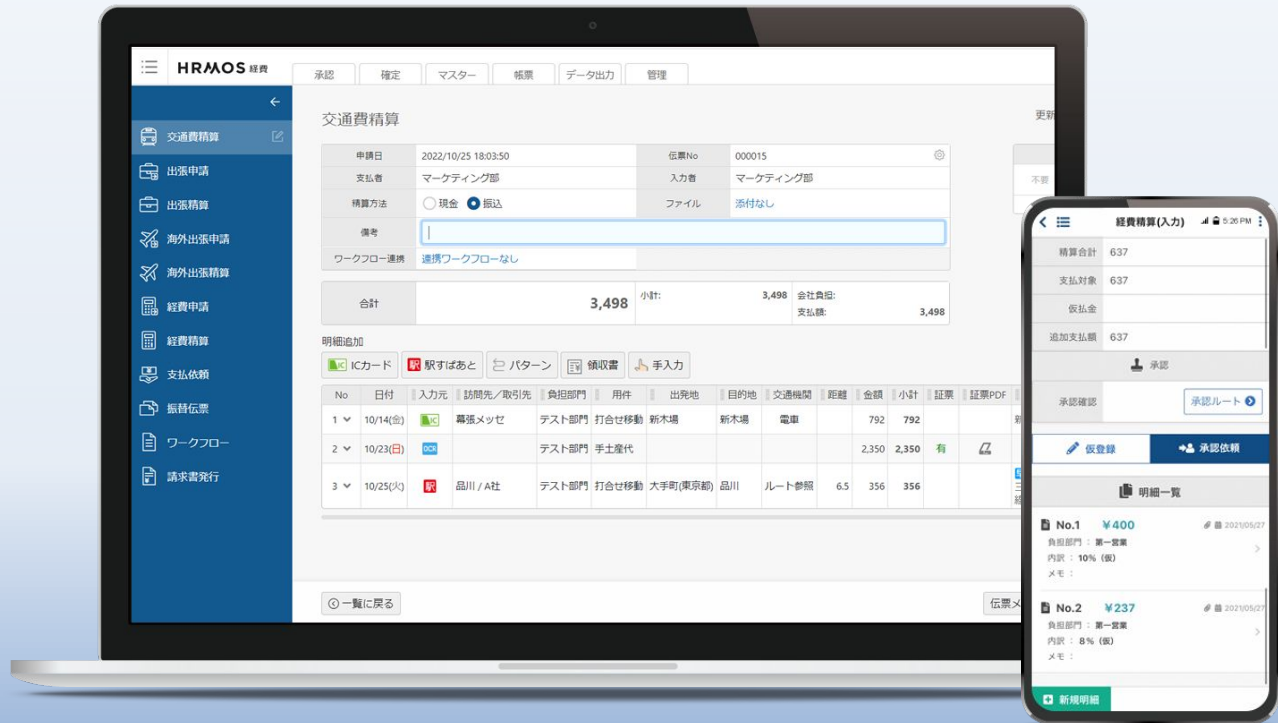 HRMOS 経費
承認 確定 マスター 帳票 データ出力 管理
交通費精算
出張申請
出張精算
海外出張申請
海外出張精算
経費申請
経費精算
支払依頼
振替伝票
ワークフロー
請求書発行
交通費精算
更新
申請日 2022/10/25 18:03:50 伝票No 000015
支払者 マーケティング部 入力者 マーケティング部
精算方法 現金 振込 ファイル 添付なし
備考
ワークフロー連携 連携ワークフローなし
不要
合計 3,498 小計: 3,498 会社負担:
支払額: 3,498
明細追加
IC ICカード 駅 駅すぱあと パターン 領収書 手入力
No 日付 入力元 訪問先／取引先 負担部門 用件 出発地 目的地 交通機関 距離 金額 小計 証票 証票PDF
1 10/14(金) IC 幕張メッセ テスト部門 打合せ移動 新木場 新木場 電車 792 792
2 10/23(日) OCR テスト部門 手土産代 2,350 2,350 有
3 10/25(火) 駅 品川 / A社 テスト部門 打合せ移動 大手町(東京都) 品川 ルート参照 6.5 356 356
一覧に戻る
伝票メ
経費精算(入力) 5:26 PM
精算合計 637
支払対象 637
仮払金
追加支払額 637
承認
承認確認 承認ルート
仮登録 承認依頼
明細一覧
No.1 ￥400 2021/05/27
負担部門 : 第一営業
内訳 : 10% (仮)
メモ :
No.2 ￥237 2021/05/27
負担部門 : 第一営業
内訳 : 8% (仮)
メモ :
新規明細